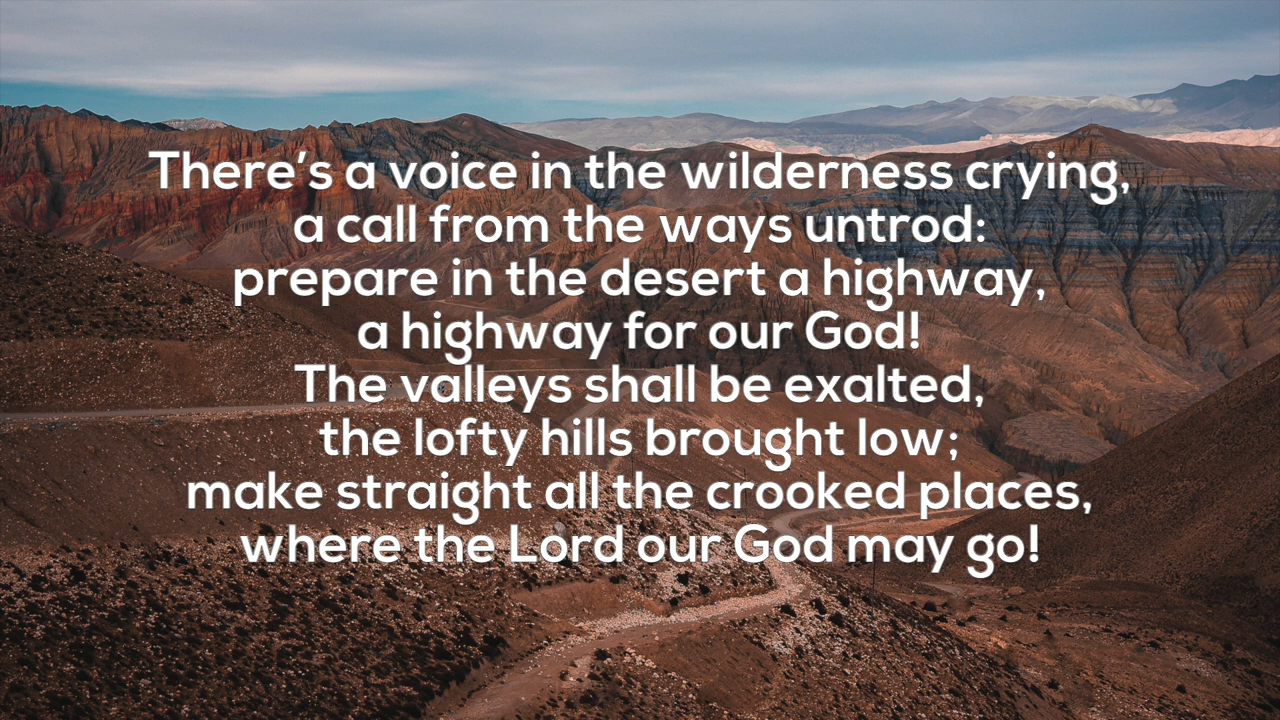 There’s a voice in the wilderness crying,
a call from the ways untrod:
prepare in the desert a highway,
a highway for our God!
The valleys shall be exalted,
the lofty hills brought low;
make straight all the crooked places,
where the Lord our God may go!